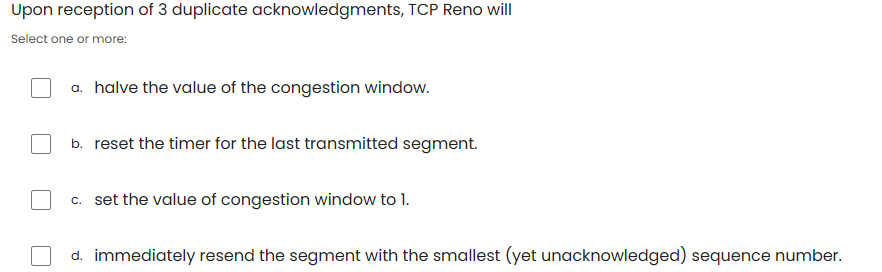 Upon reception of 3 duplicate acknowledgments, TCP Reno will
Select one or more:
a. halve the value of the congestion window.
b. reset the timer for the last transmitted segment.
c. set the value of congestion window to 1.
d. immediately resend the segment with the smallest (yet unacknowledged) sequence number.